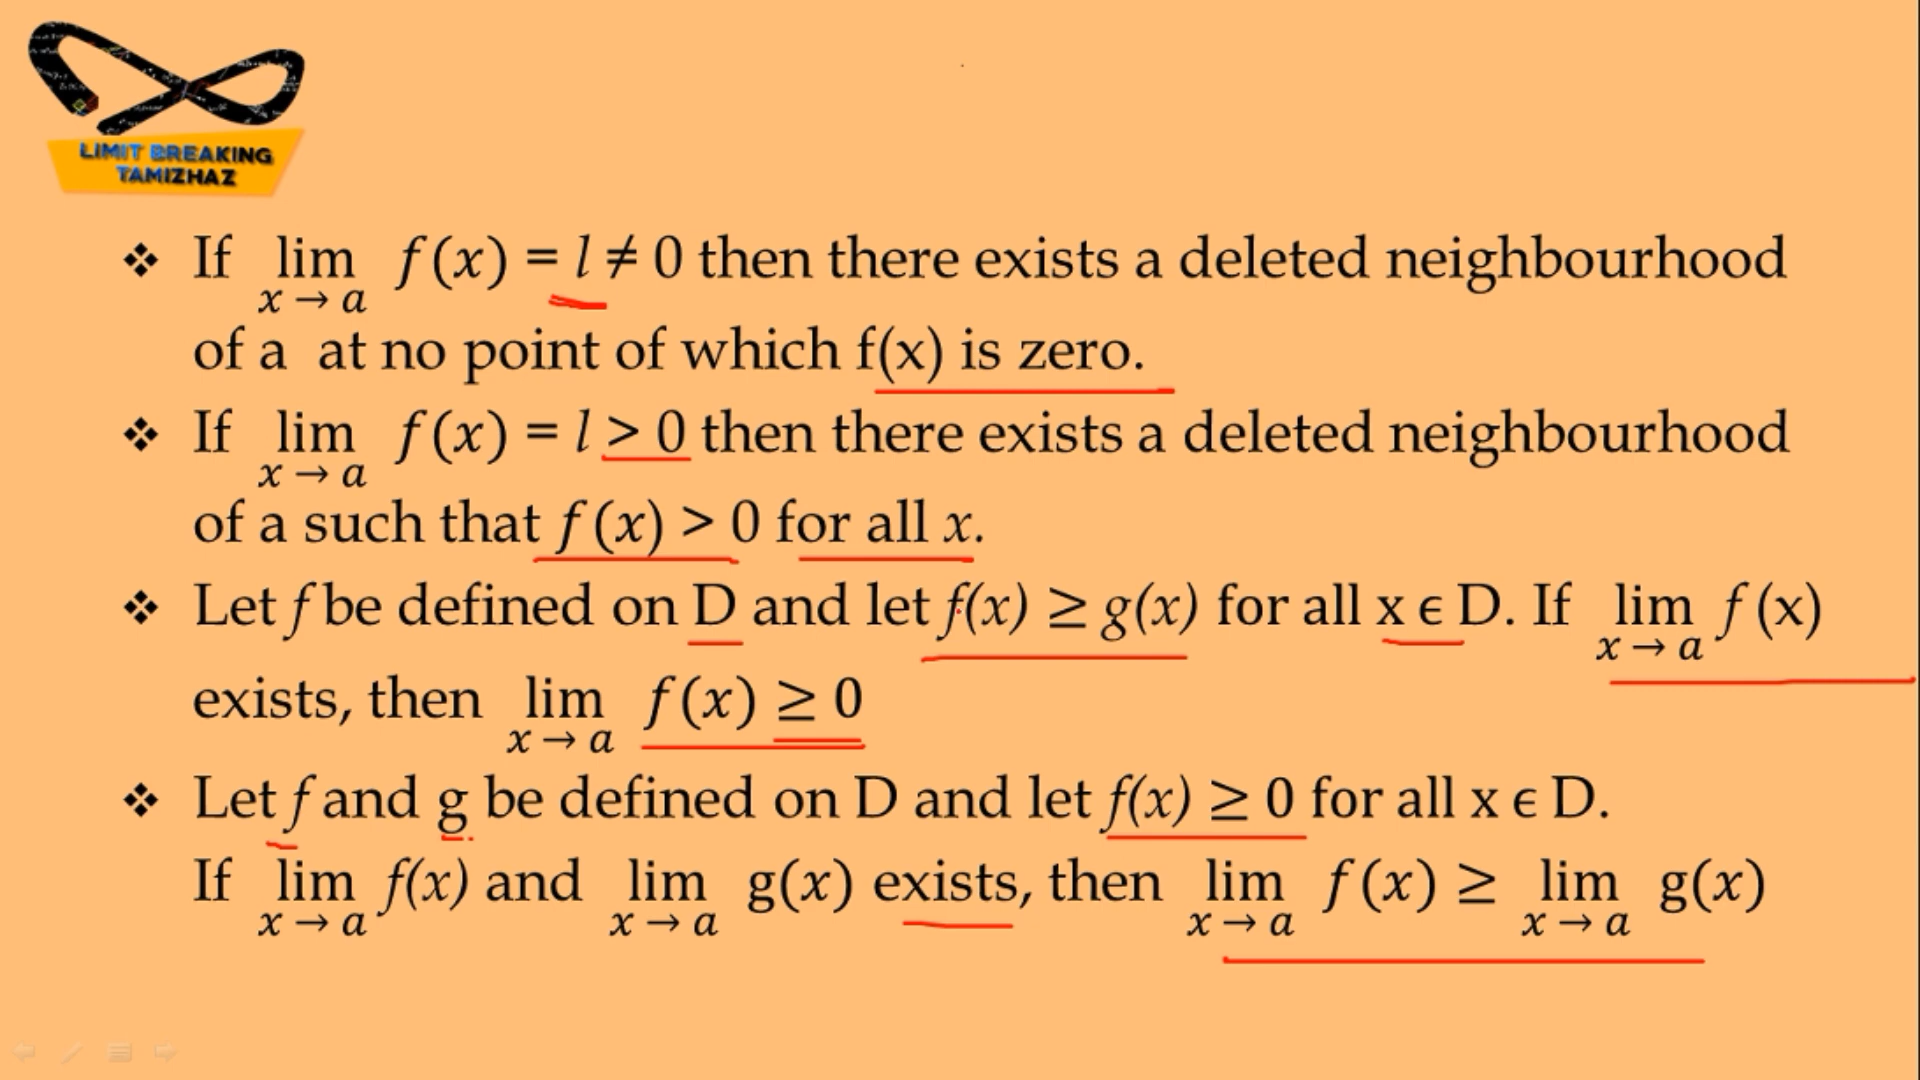 LIMIT BREAKING
TAMIZHAZ
❖ If lim f(x) = l ≠ 0 then there exists a deleted neighbourhood
x → a
of a at no point of which f(x) is zero.
❖ If lim f(x) = l > 0 then there exists a deleted neighbourhood
x → a
of a such that f(x) > 0 for all x.
❖ Let f be defined on D and let f(x) ≥ g(x) for all x ϵ D. If lim f(x)
x → a
exists, then lim f(x) ≥ 0
x → a
❖ Let f and g be defined on D and let f(x) ≥ 0 for all x ϵ D.
If lim f(x) and lim g(x) exists, then lim f(x) ≥ lim g(x)
x → a x → a x → a x → a